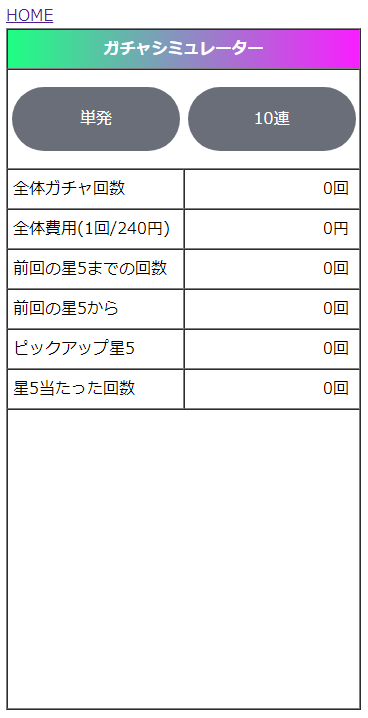 HOME
ガチャシミュレーター
単発
10連
全体ガチャ回数 0回
全体費用(1回/240円) 0円
前回の星5までの回数 0回
前回の星5から 0回
ピックアップ星5 0回
星5当たった回数 0回